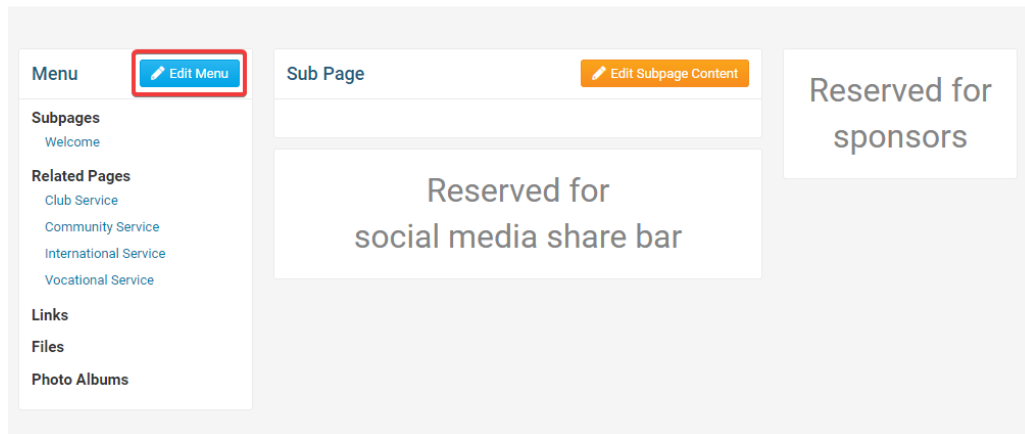 Menu
Edit Menu
Subpages
Welcome
Related Pages
Club Service
Community Service
International Service
Vocational Service
Links
Files
Photo Albums
Sub Page
Edit Subpage Content
Reserved for
social media share bar
Reserved for
sponsors